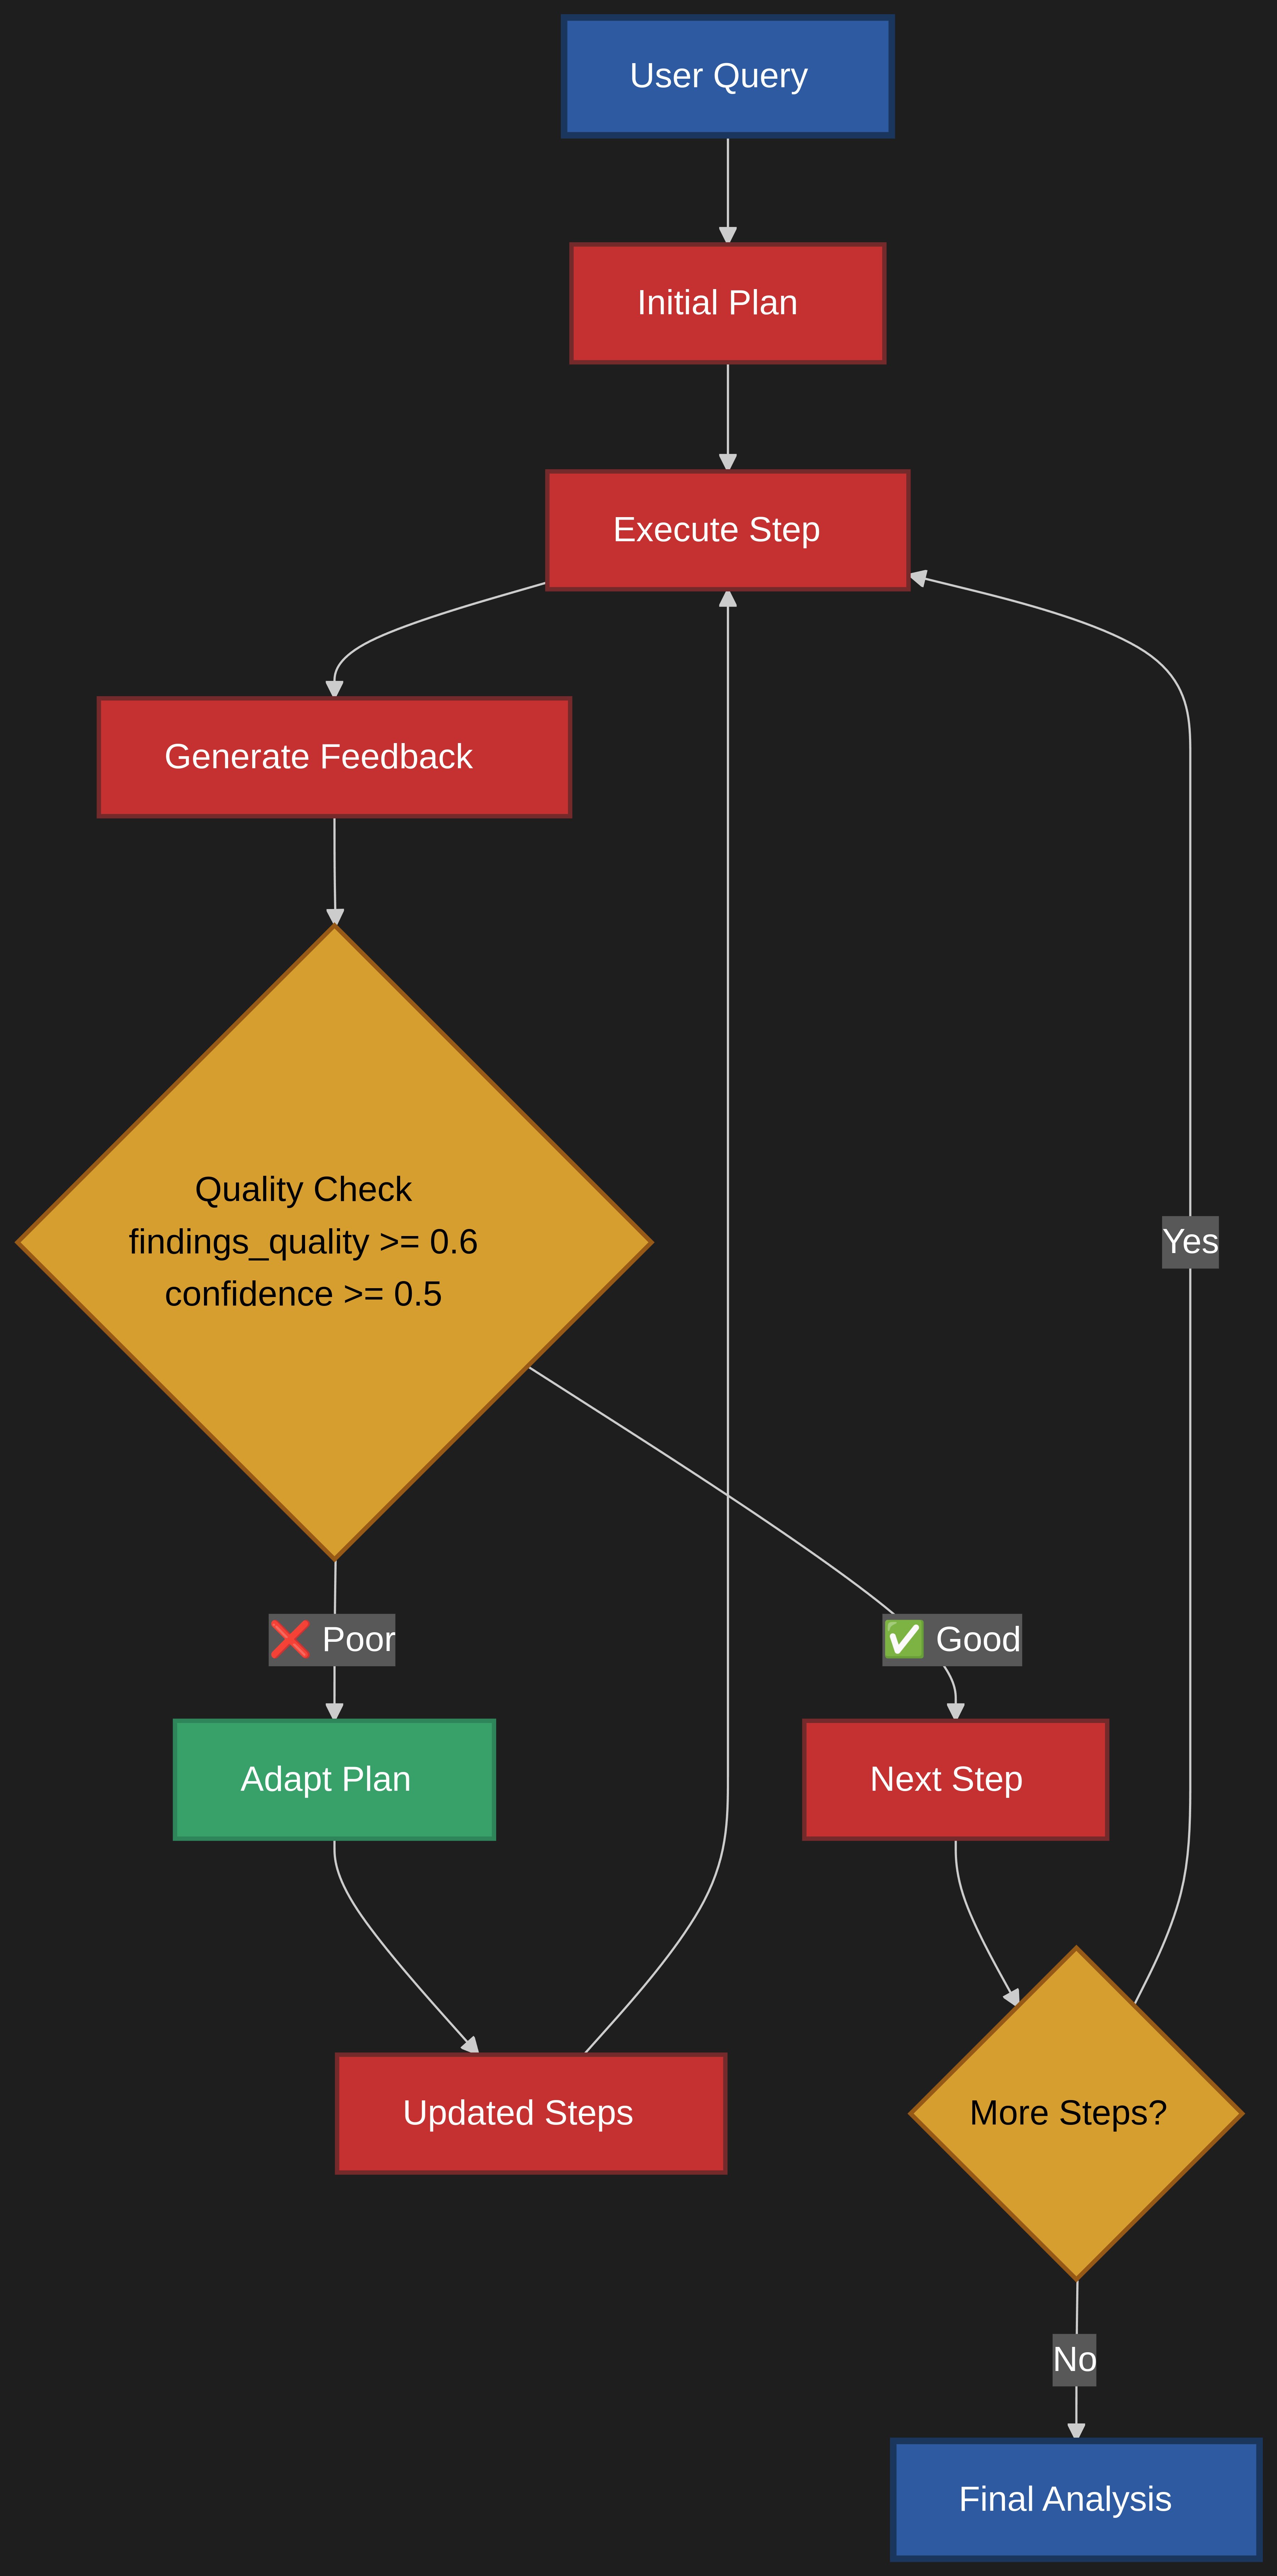 User Query
Initial Plan
Execute Step
Generate Feedback
Quality Check
findings_quality >= 0.6
confidence >= 0.5
Yes
❌ Poor
✅ Good
Adapt Plan
Next Step
Updated Steps
More Steps?
No
Final Analysis